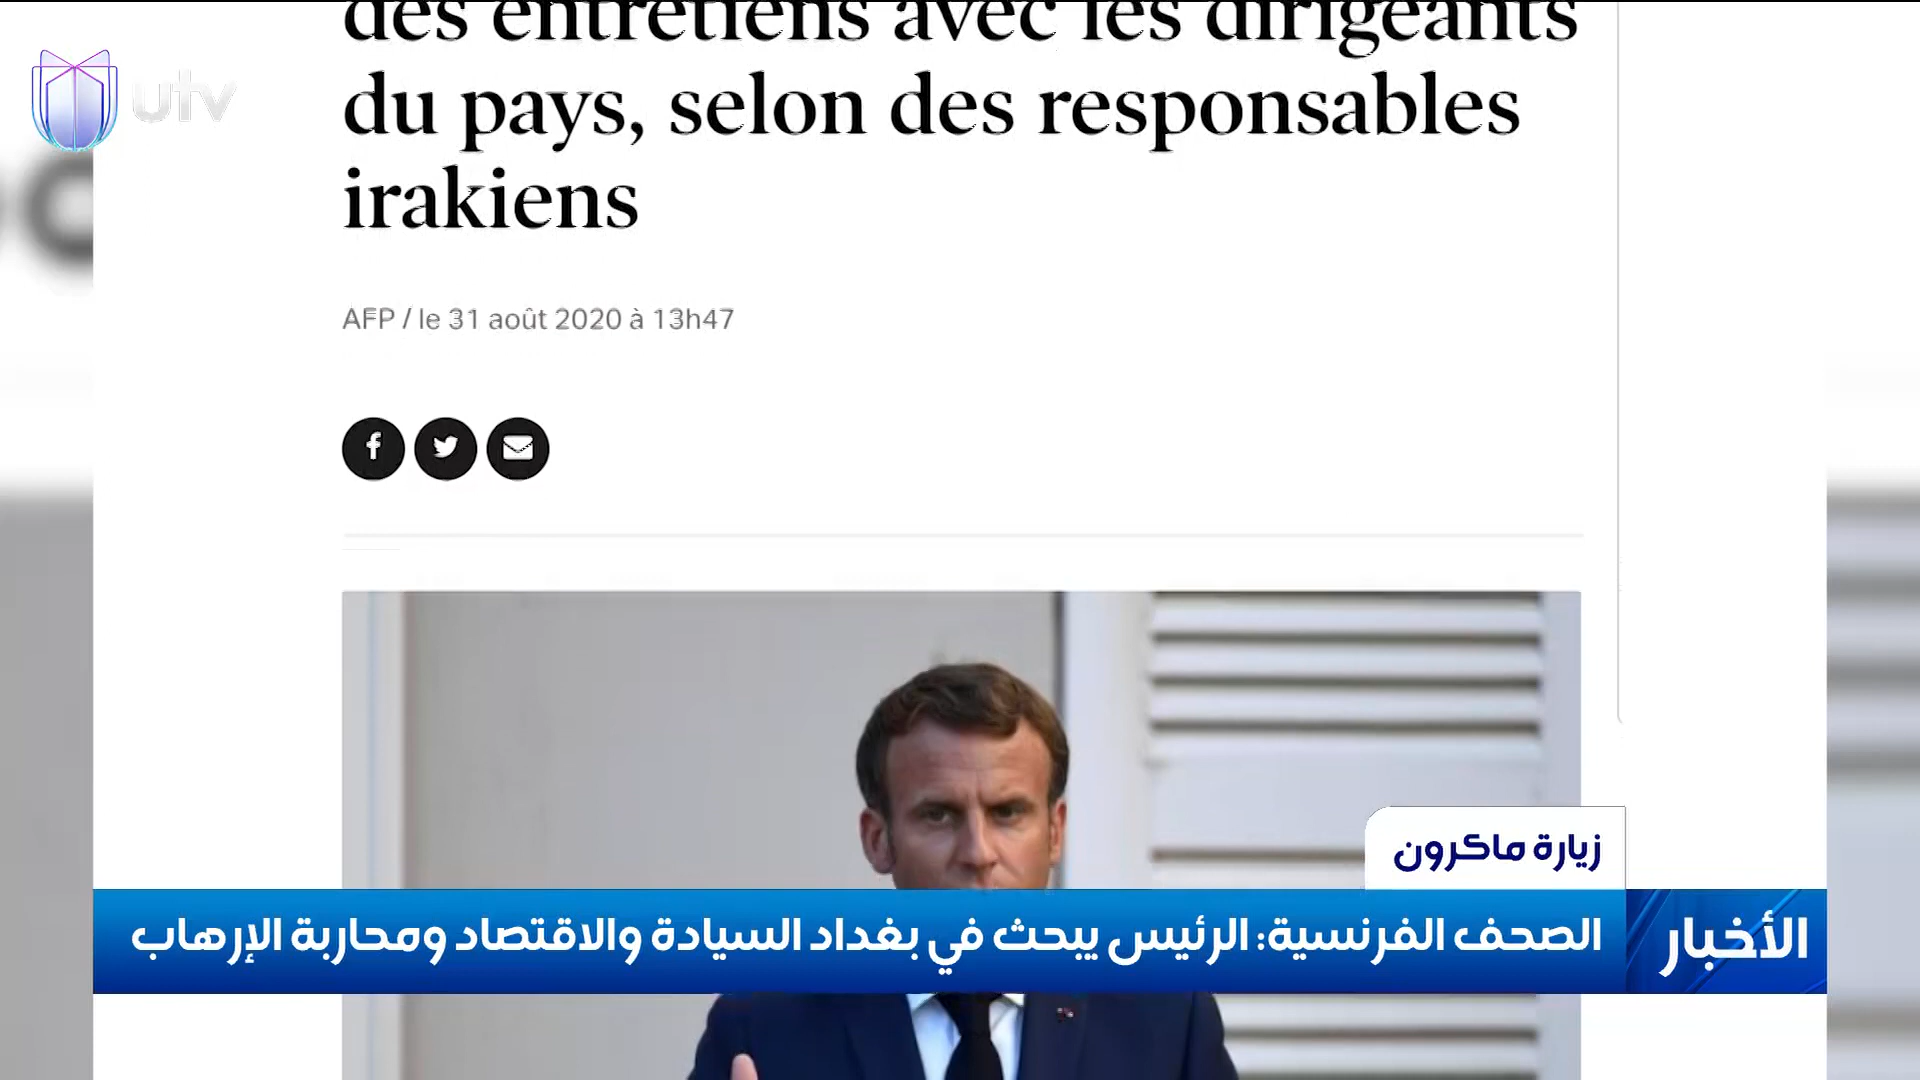 des entretiens avec les dirigeants
du pays, selon des responsables
irakiens
utv
AFP / le 31 août 2020 à 13h47
زيارة ماكرون
الأخبار
الصحف الفرنسية: الرئيس يبحث في بغداد السيادة والاقتصاد ومحاربة الإرهاب